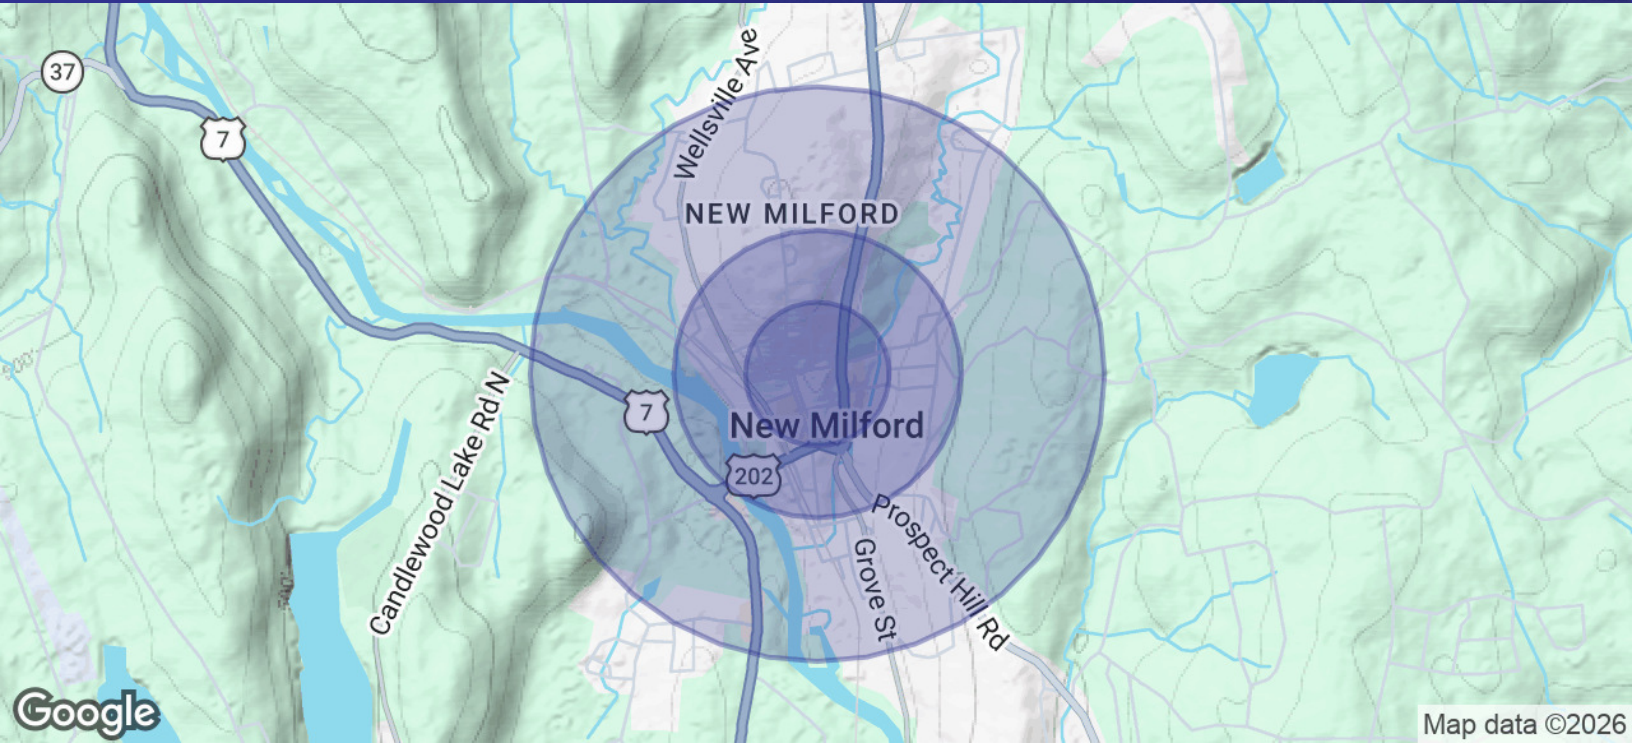 37
7
Wellsville Ave
NEW MILFORD
7
New Milford
202
Candlewood Lake Rd N
Prospect Hill Rd
Grove St
Google
Map data ©2026